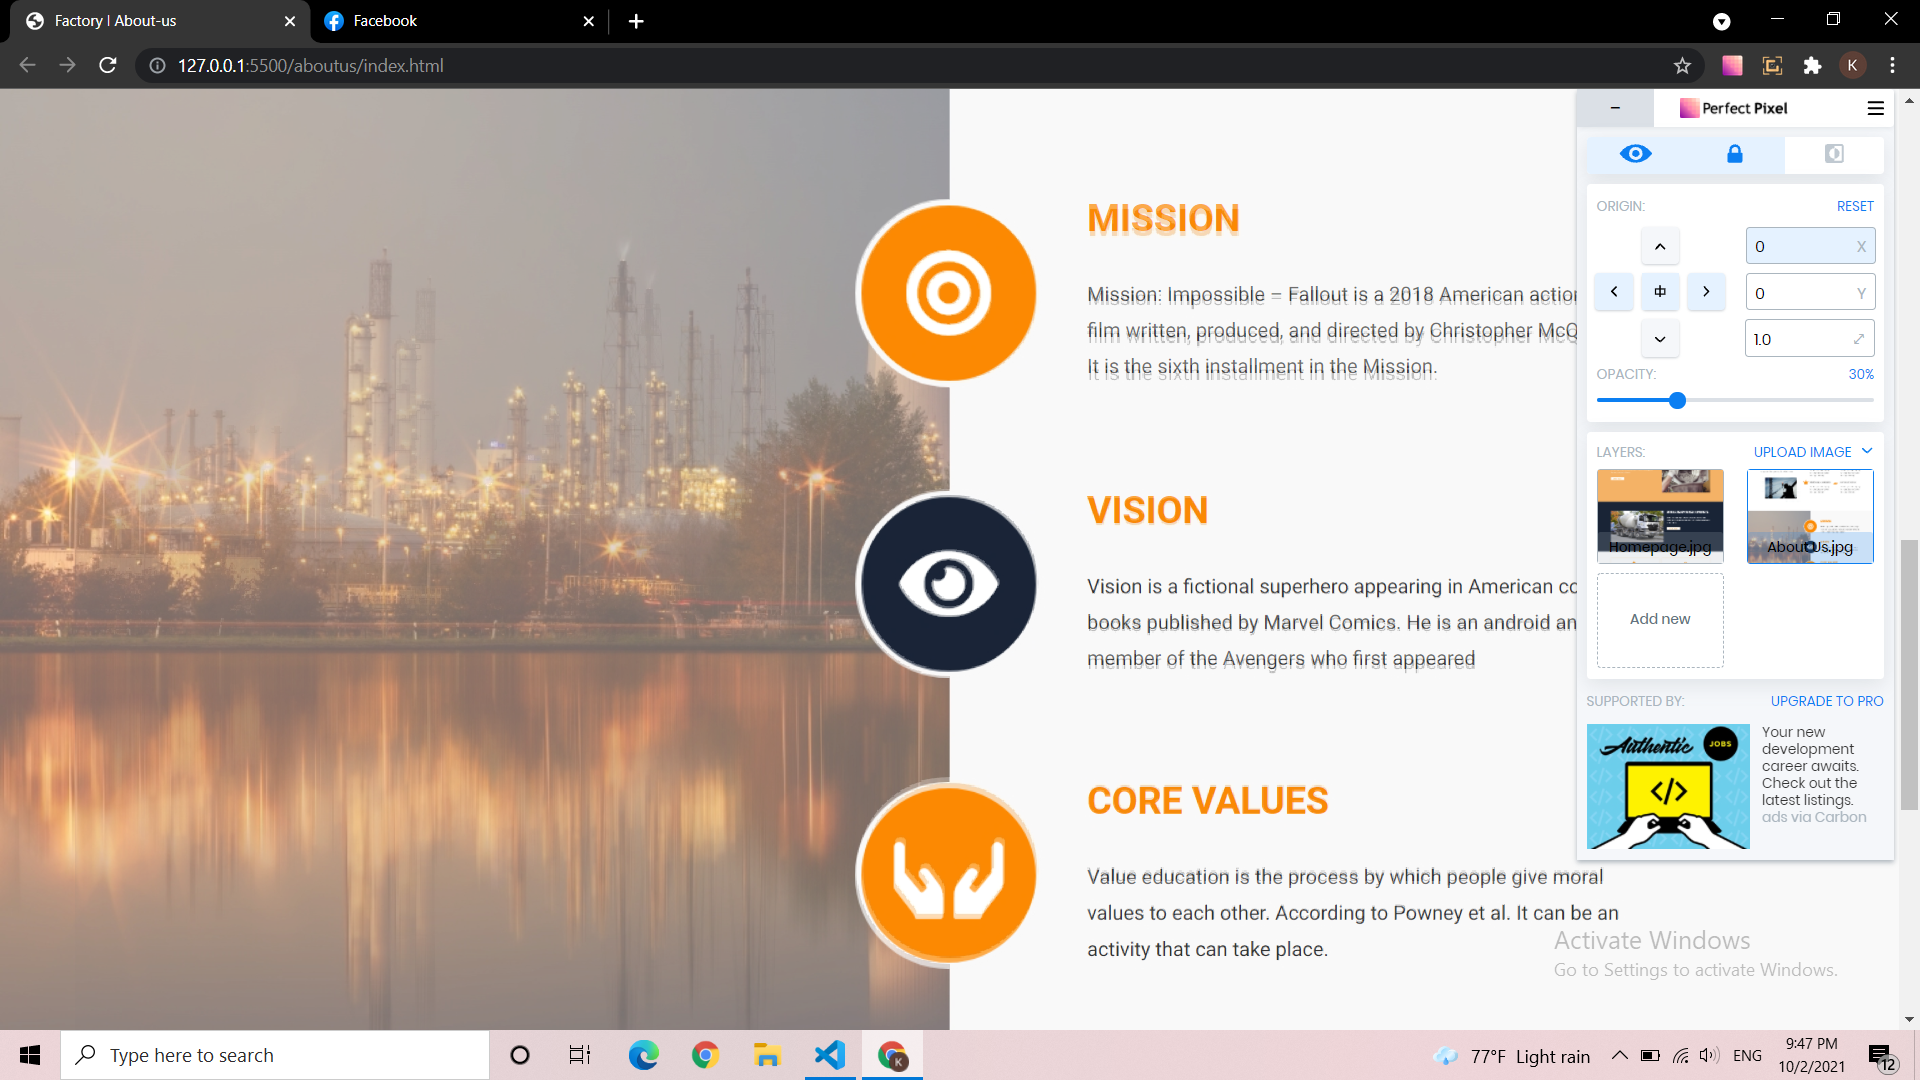 Factory | About-us
Facebook
127.0.0.1:5500/aboutus/index.html
K
Perfect Pixel
ORIGIN:
RESET
0 X
0 Y
1.0
OPACITY:
30%
LAYERS:
UPLOAD IMAGE
Homepage.jpg
About Us.jpg
Add new
SUPPORTED BY:
UPGRADE TO PRO
Authentic JOBS
</>
Your new
development
career awaits.
Check out the
latest listings.
ads via Carbon
MISSION
Mission: Impossible – Fallout is a 2018 American action
film written, produced, and directed by Christopher McQ
It is the sixth installment in the Mission.
VISION
Vision is a fictional superhero appearing in American co
books published by Marvel Comics. He is an android an
member of the Avengers who first appeared
CORE VALUES
Value education is the process by which people give moral
values to each other. According to Powney et al. It can be an
activity that can take place.
Activate Windows
Go to Settings to activate Windows.
Type here to search
K
77°F Light rain
ENG
9:47 PM
10/2/2021
12